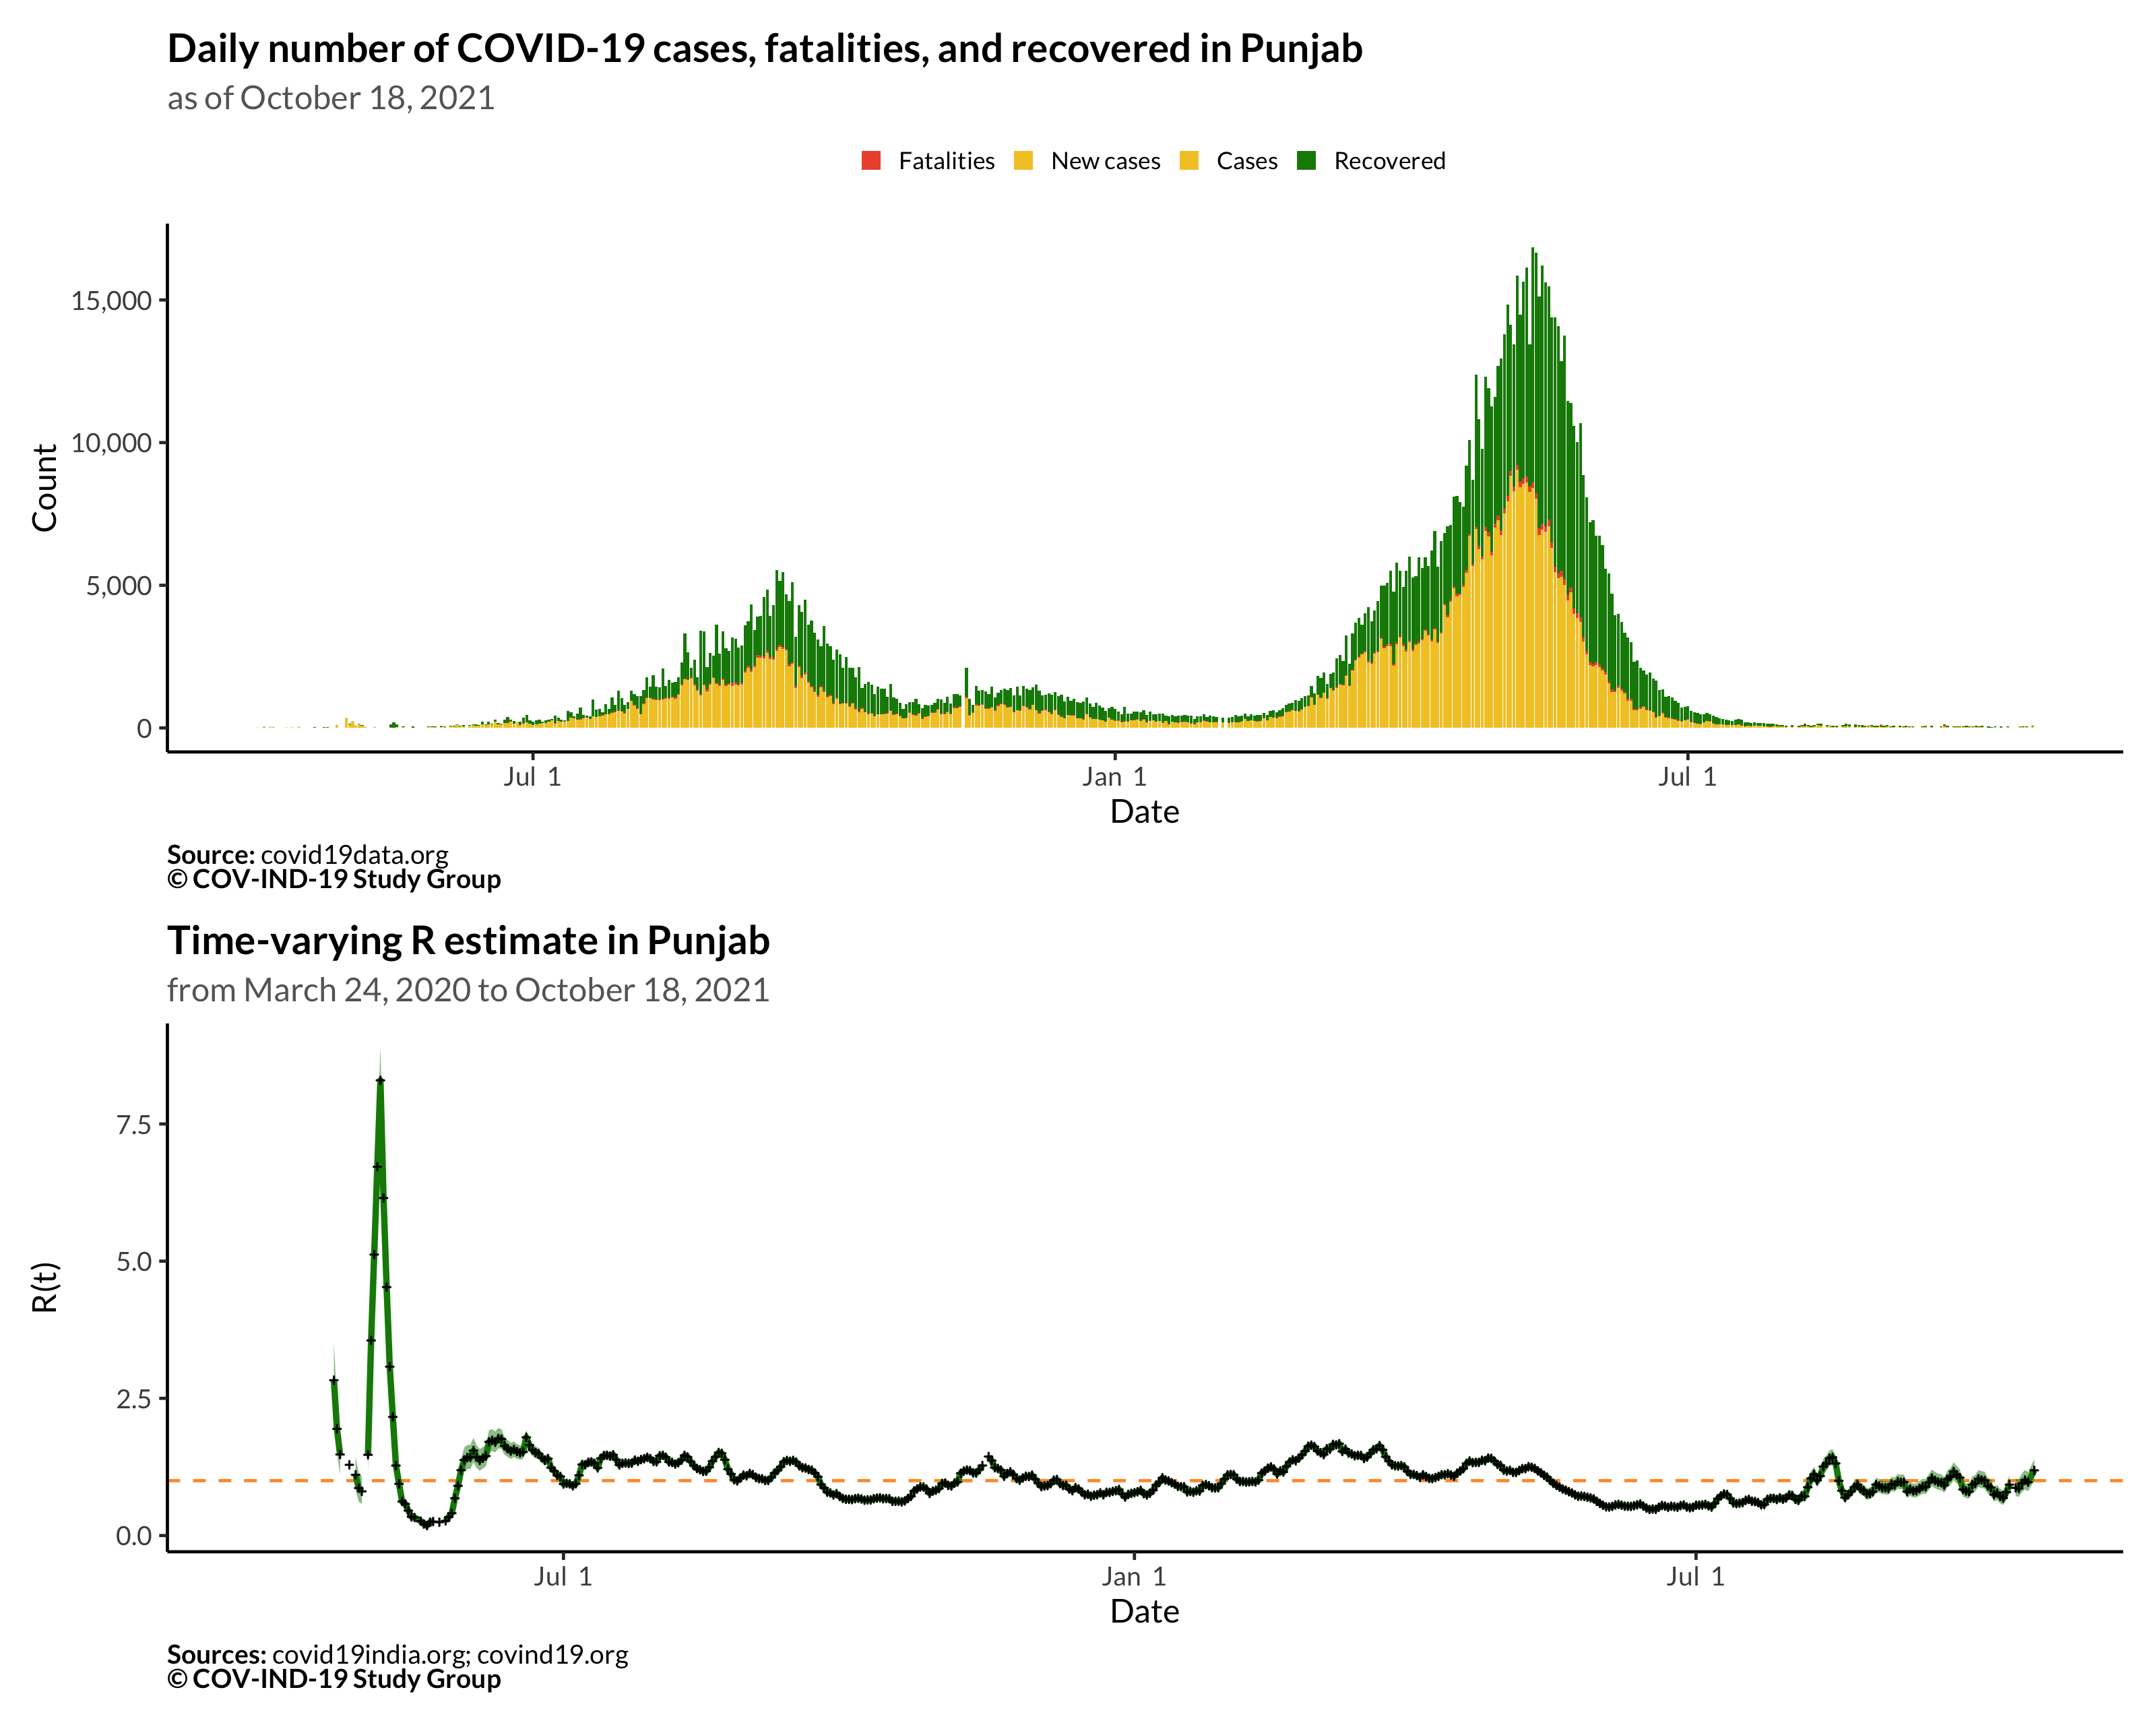 Daily number of COVID-19 cases, fatalities, and recovered in Punjab
as of October 18, 2021
Fatalities New cases Cases Recovered
Count
15,000
10,000
5,000
0
Jul 1 Jan 1 Jul 1
Date
Source: covid19data.org
© COV-IND-19 Study Group
Time-varying R estimate in Punjab
from March 24, 2020 to October 18, 2021
R(t)
7.5
5.0
2.5
0.0
Jul 1 Jan 1 Jul 1
Date
Sources: covid19india.org; covind19.org
© COV-IND-19 Study Group